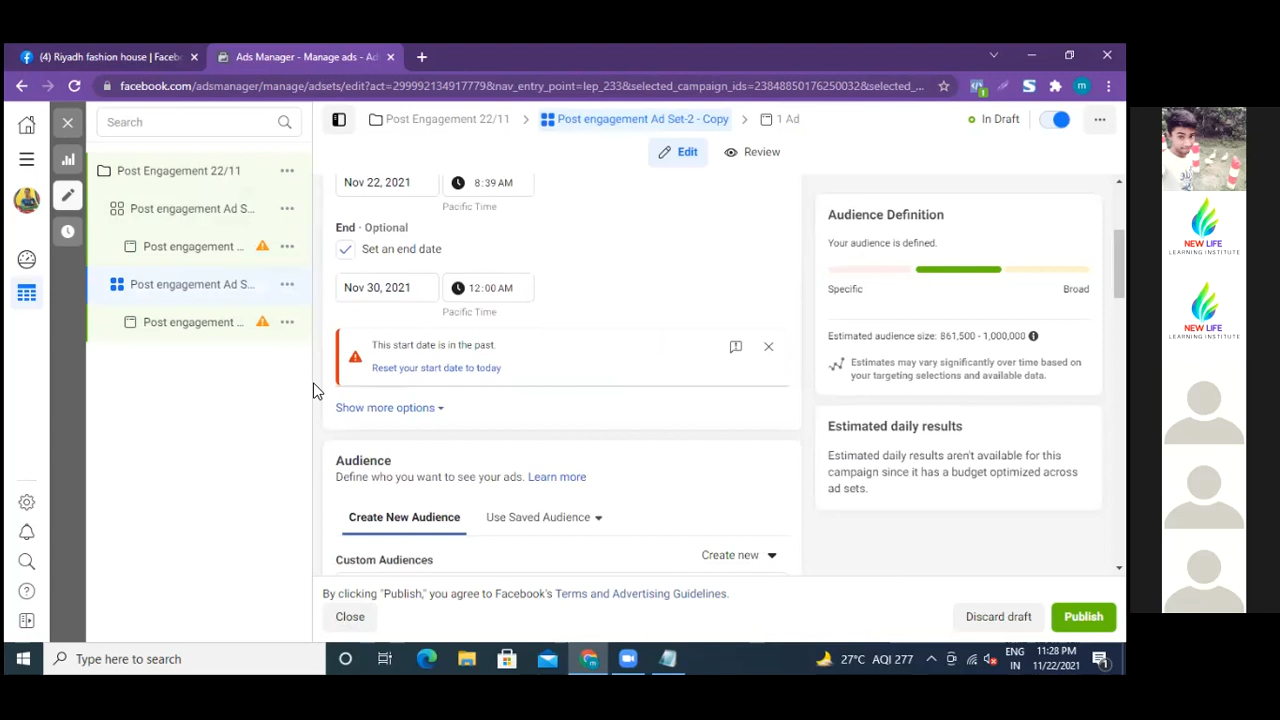 (4) Riyadh fashion house | Faceb
Ads Manager - Manage ads - Ad
facebook.com/adsmanager/manage/adsets/edit?act=299992134917779&nav_entry_point=lep_233&selected_campaign_ids=23848850176250032&selected_...
Search
Post Engagement 22/11
Post engagement Ad Set-2 - Copy
1 Ad
In Draft
Edit
Review
Post Engagement 22/11
Post engagement Ad S...
Post engagement ...
Post engagement Ad S...
Post engagement ...
Nov 22, 2021
8:39 AM
Pacific Time
End · Optional
Set an end date
Nov 30, 2021
12:00 AM
Pacific Time
This start date is in the past.
Reset your start date to today
Show more options
Audience
Define who you want to see your ads. Learn more
Create New Audience
Use Saved Audience
Custom Audiences
Create new
Audience Definition
Your audience is defined.
Specific
Broad
Estimated audience size: 861,500 - 1,000,000
Estimates may vary significantly over time based on
your targeting selections and available data.
Estimated daily results
Estimated daily results aren't available for this
campaign since it has a budget optimized across
ad sets.
By clicking "Publish," you agree to Facebook's Terms and Advertising Guidelines.
Close
Discard draft
Publish
Type here to search
27°C AQI 277
ENG
IN
11:28 PM
11/22/2021
1
NEW LIFE
LEARNING INSTITUTE
NEW LIFE
LEARNING INSTITUTE